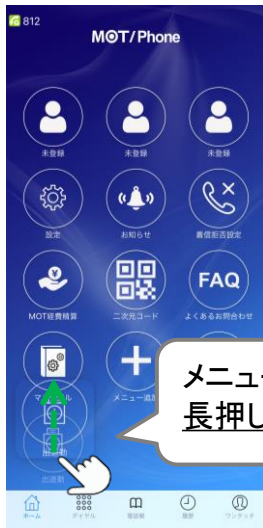 812
MOT/Phone
未登録 未登録 未登録
設定 お知らせ 着信拒否設定
FAQ
MOT経費精算 二次元コード よくあるお問合わせ
メニュー追加
メニュー
長押し
出退勤
ホーム ダイヤル 電話帳 履歴 ワンタッチ